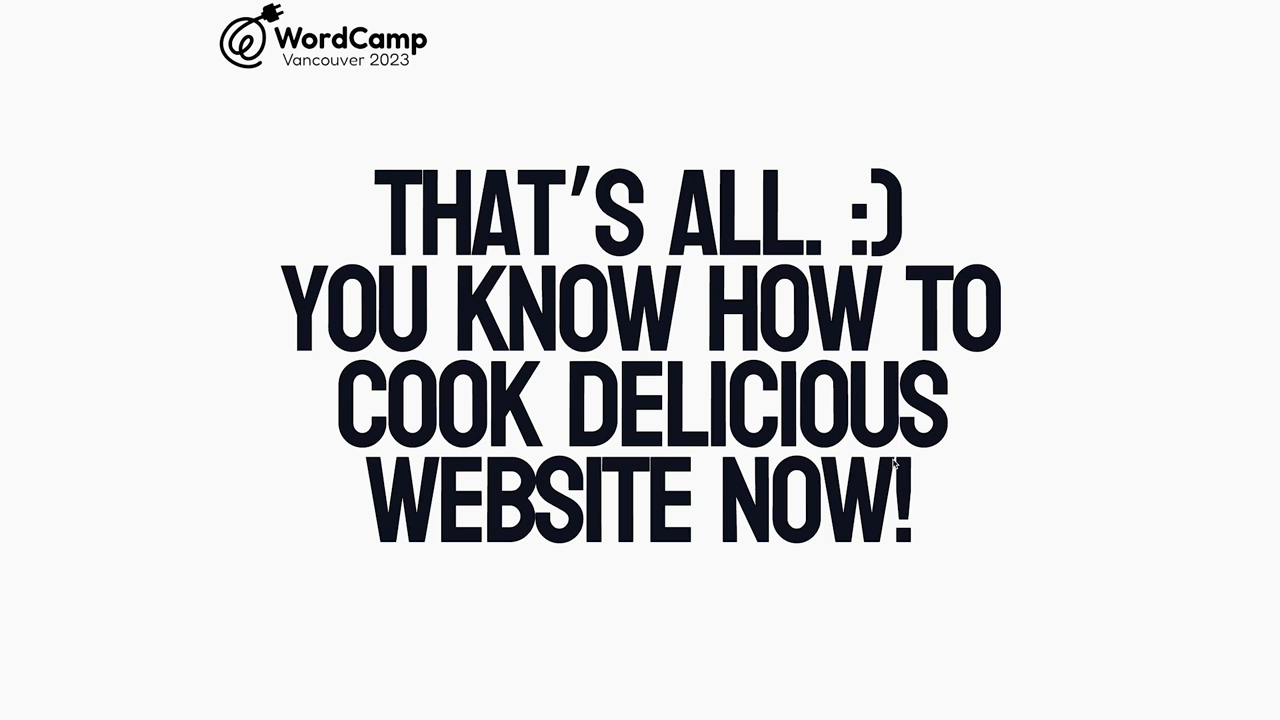 WordCamp
Vancouver 2023
THAT'S ALL. :)
YOU KNOW HOW TO
COOK DELICIOUS
WEBSITE NOW!